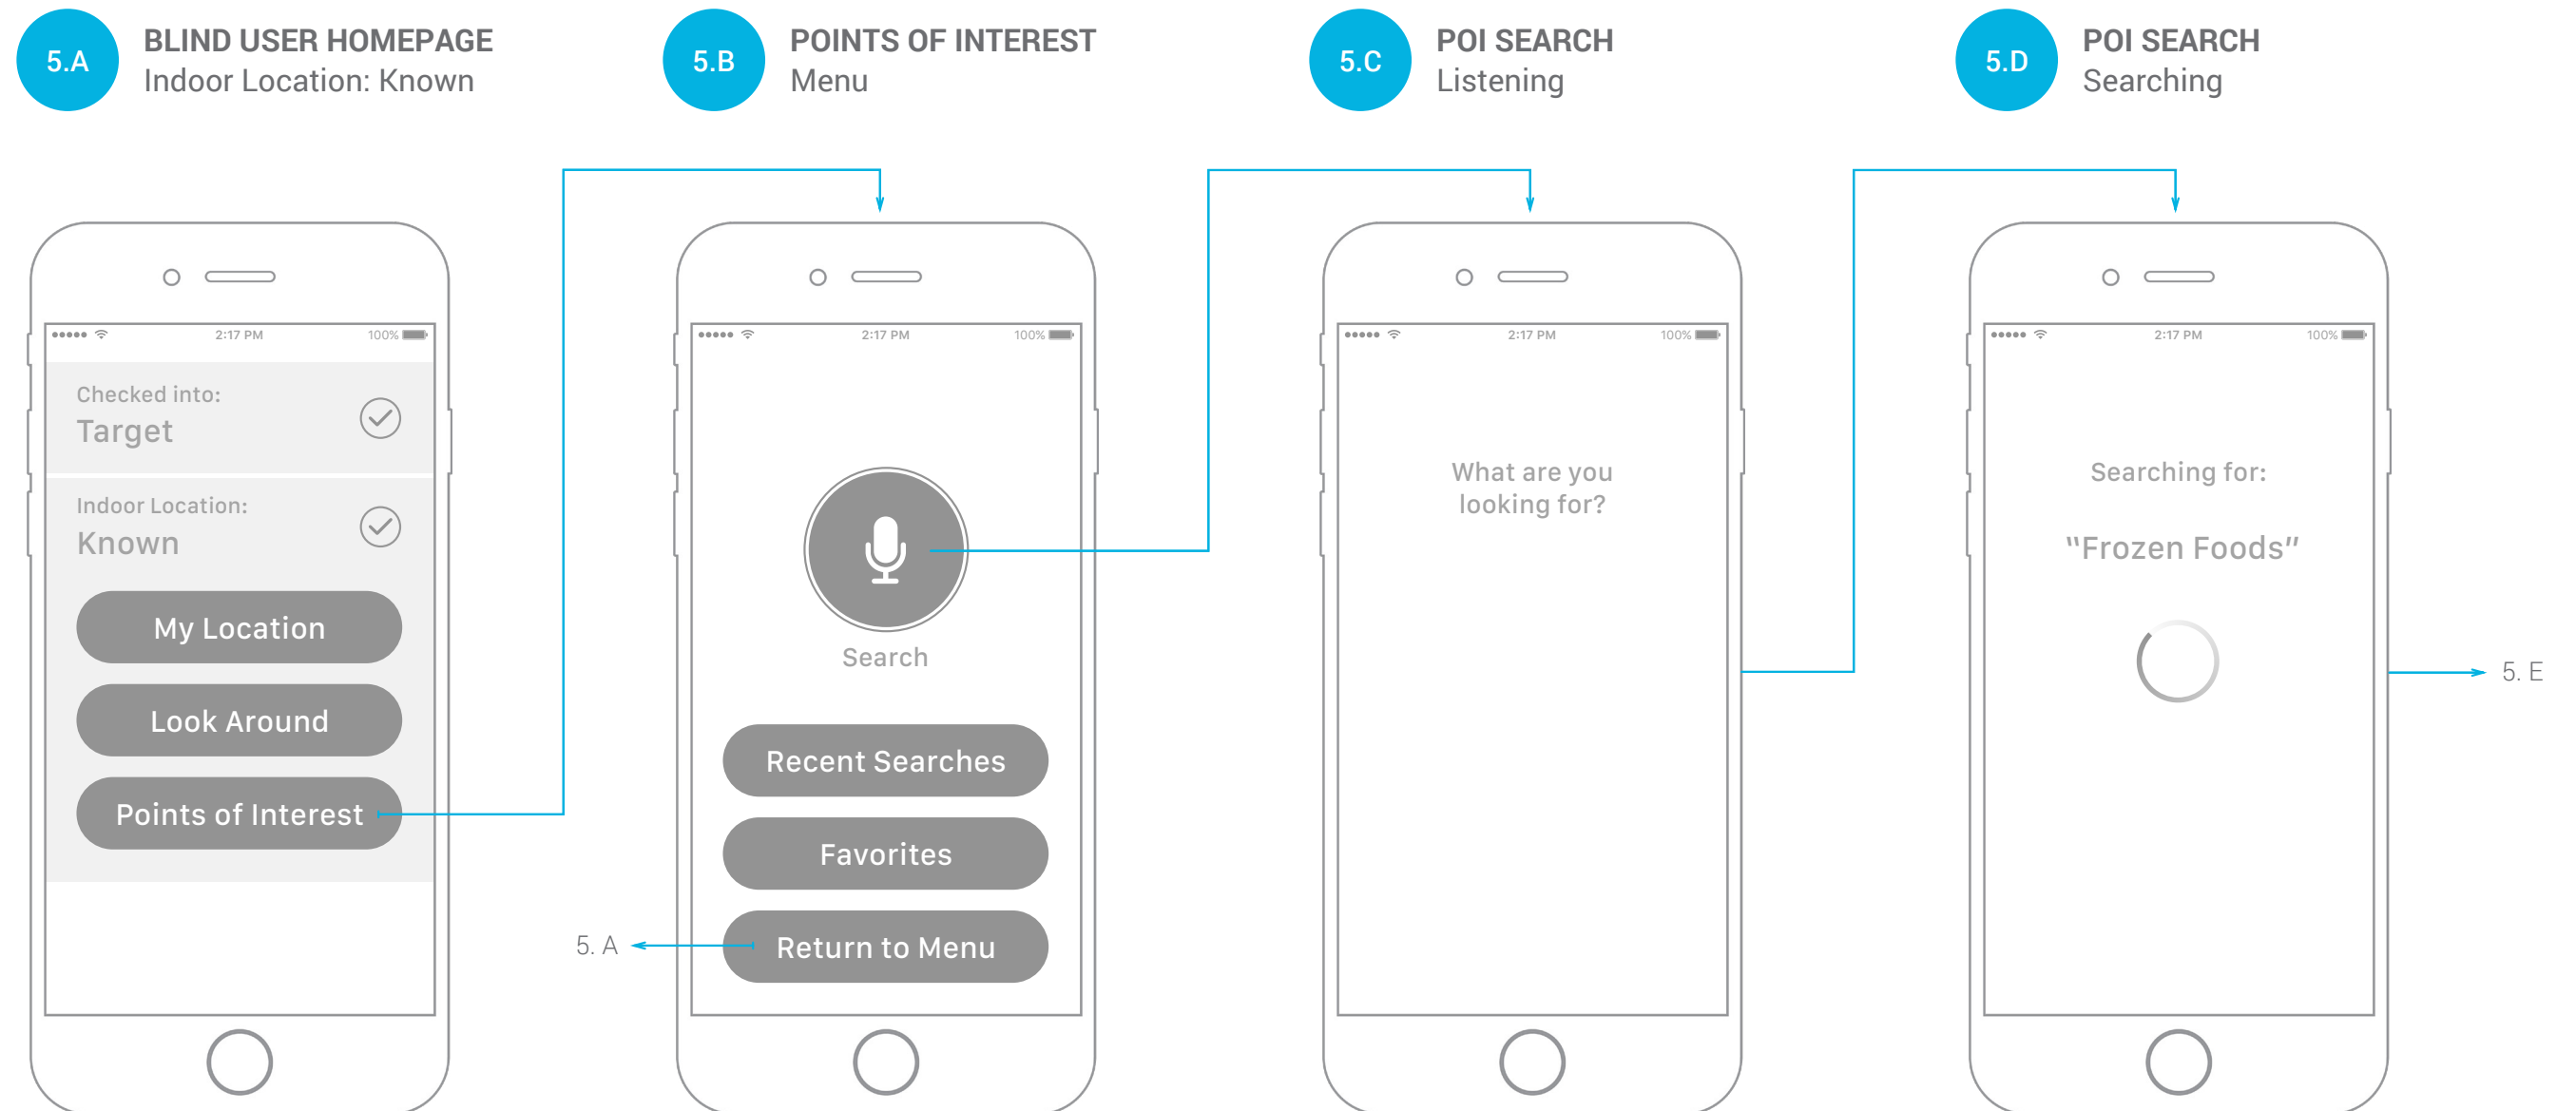 5.A
BLIND USER HOMEPAGE
Indoor Location: Known
5.B
POINTS OF INTEREST
Menu
5.C
POI SEARCH
Listening
5.D
POI SEARCH
Searching
2:17 PM
100%
Checked into:
Target
Indoor Location:
Known
My Location
Look Around
Points of Interest
2:17 PM
100%
Search
Recent Searches
Favorites
Return to Menu
5. A
2:17 PM
100%
What are you
looking for?
2:17 PM
100%
Searching for:
“Frozen Foods”
5. E